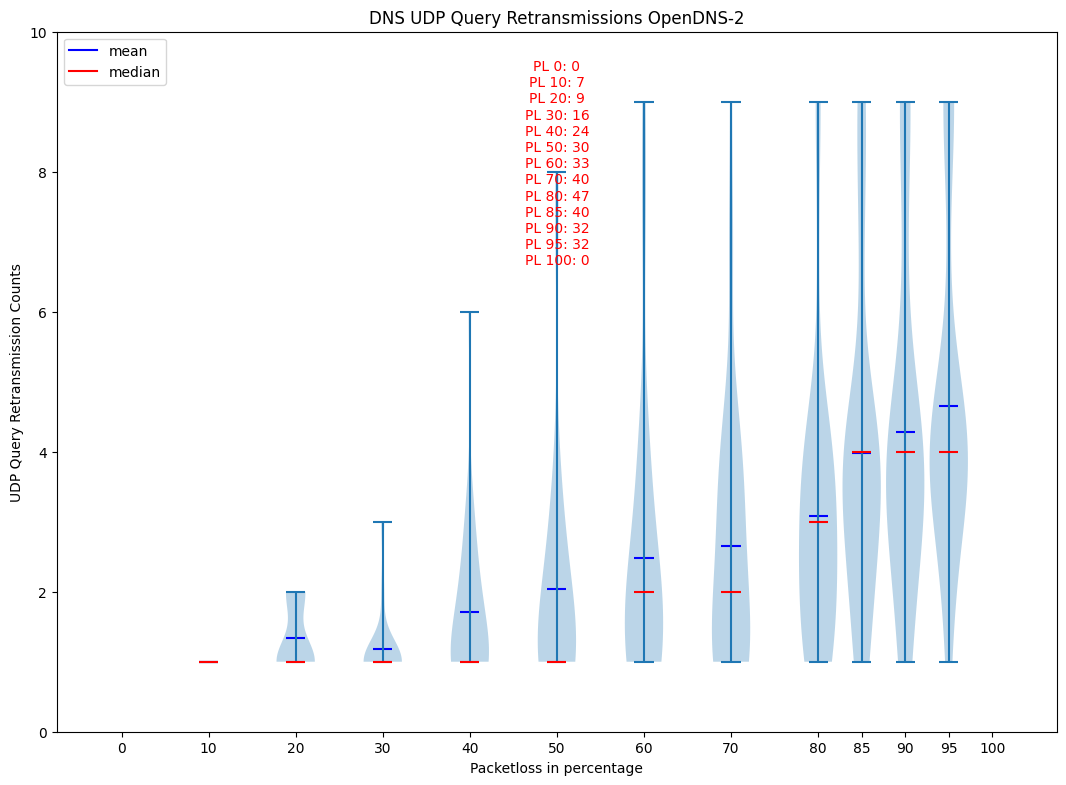 DNS UDP Query Retransmissions OpenDNS-2
mean
median
PL 0: 0
PL 10: 7
PL 20: 9
PL 30: 16
PL 40: 24
PL 50: 30
PL 60: 33
PL 70: 40
PL 80: 47
PL 85: 40
PL 90: 32
PL 95: 32
PL 100: 0
UDP Query Retransmission Counts
10
8
6
4
2
0
0 10 20 30 40 50 60 70 80 85 90 95 100
Packetloss in percentage